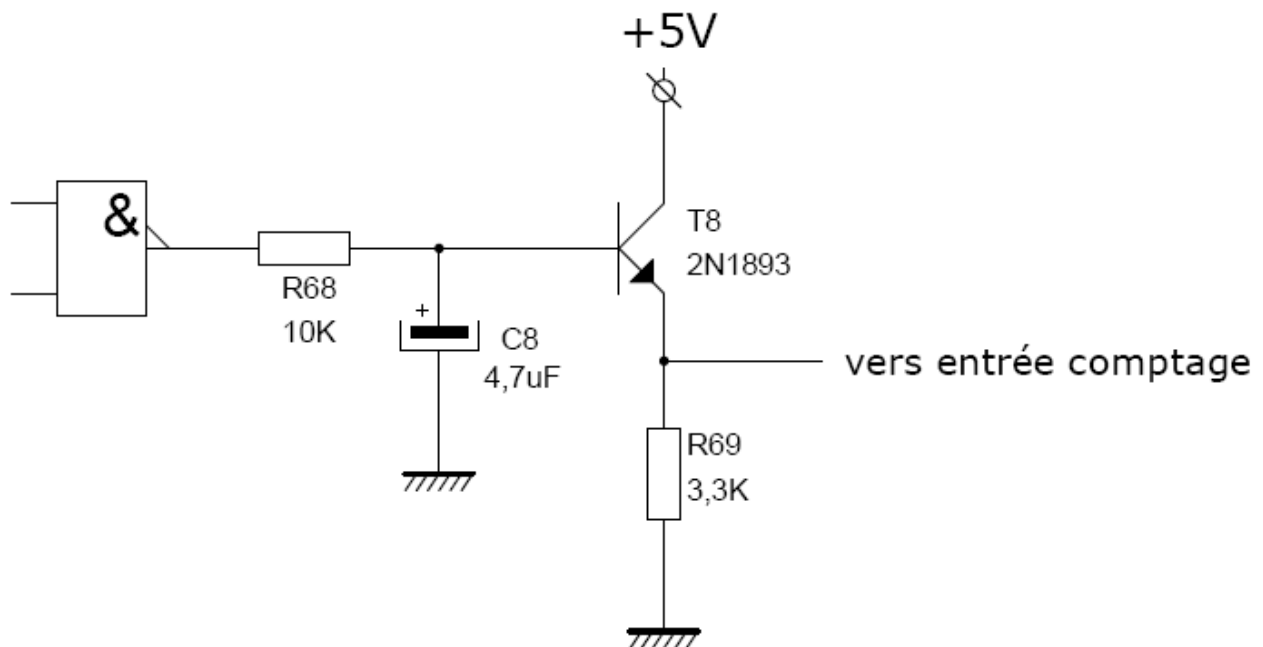 +5V
&
T8
2N1893
R68
10K
+
C8
4,7uF
vers entrée comptage
R69
3,3K